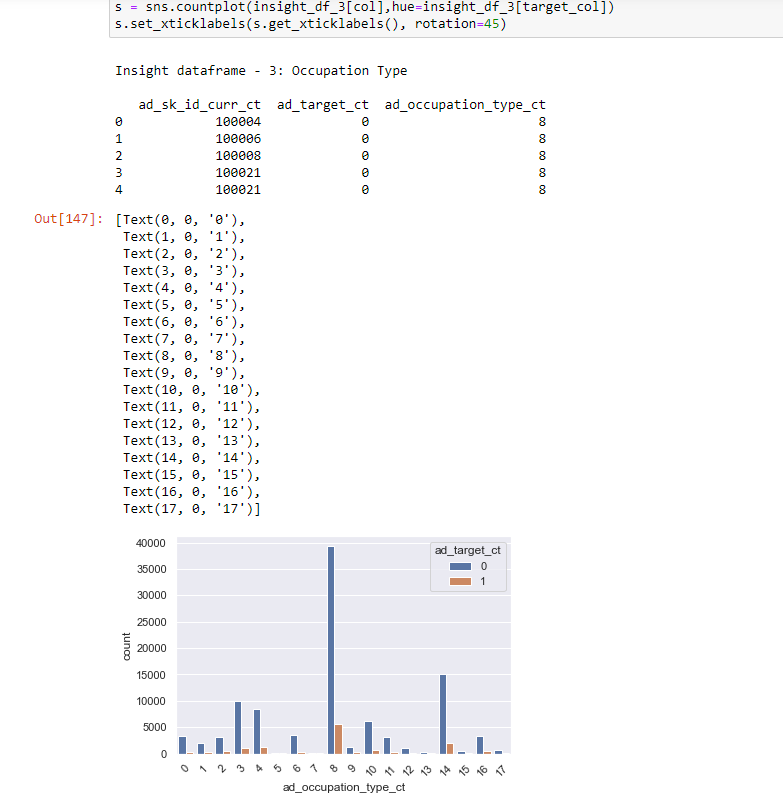 s = sns.countplot(insight_df_3[col],hue=insight_df_3[target_col])
s.set_xticklabels(s.get_xticklabels(), rotation=45)
Insight dataframe - 3: Occupation Type
ad_sk_id_curr_ct ad_target_ct ad_occupation_type_ct
0 100004 0 8
1 100006 0 8
2 100008 0 8
3 100021 0 8
4 100021 0 8
Out[147]: [Text(0, 0, '0'),
Text(1, 0, '1'),
Text(2, 0, '2'),
Text(3, 0, '3'),
Text(4, 0, '4'),
Text(5, 0, '5'),
Text(6, 0, '6'),
Text(7, 0, '7'),
Text(8, 0, '8'),
Text(9, 0, '9'),
Text(10, 0, '10'),
Text(11, 0, '11'),
Text(12, 0, '12'),
Text(13, 0, '13'),
Text(14, 0, '14'),
Text(15, 0, '15'),
Text(16, 0, '16'),
Text(17, 0, '17')]
40000
35000
30000
25000
20000
15000
10000
5000
0
count
ad_target_ct
0
1
0 1 2 3 4 5 6 7 8 9 10 11 12 13 14 15 16 17
ad_occupation_type_ct